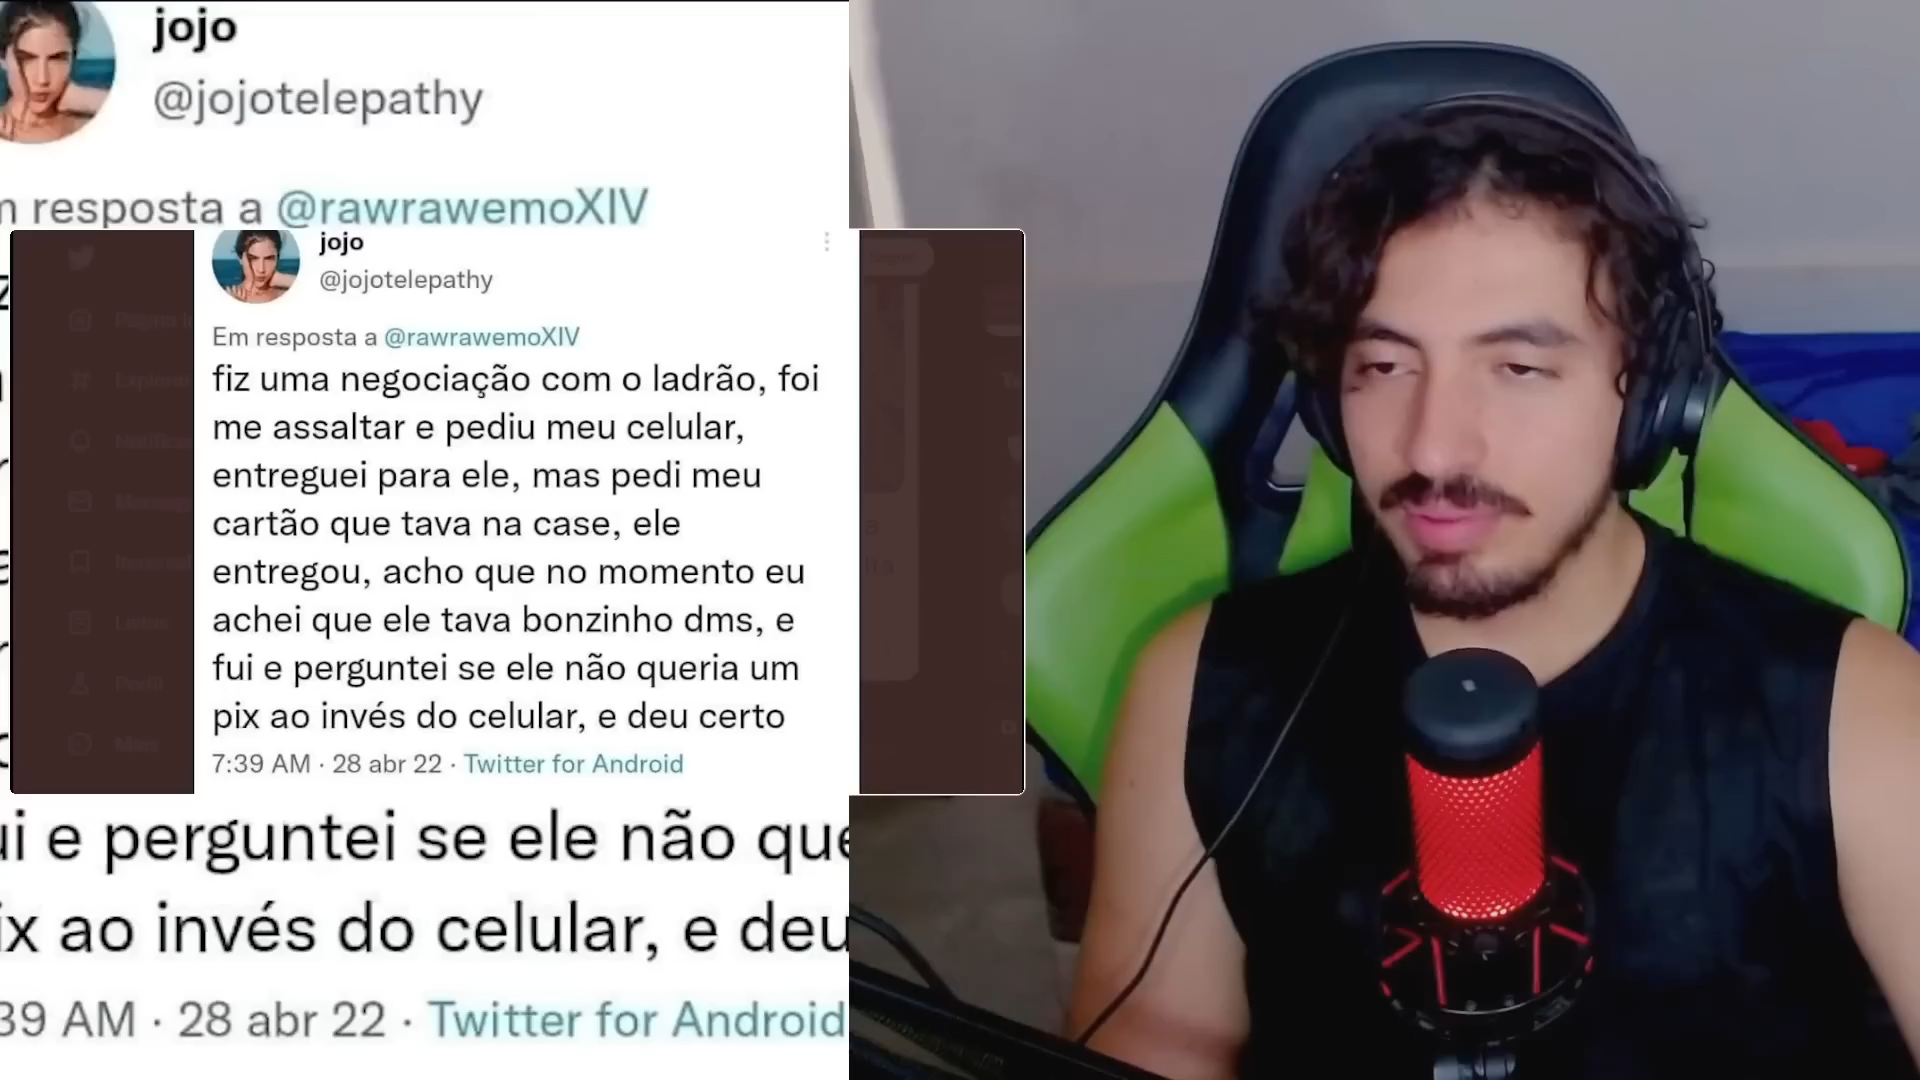 jojo
@jojotelepathy
resposta a @rawrawemoXIV
jojo
@jojotelepathy
Em resposta a @rawrawemoXIV
fiz uma negociação com o ladrão, foi
me assaltar e pediu meu celular,
entreguei para ele, mas pedi meu
cartão que tava na case, ele
entregou, acho que no momento eu
achei que ele tava bonzinho dms, e
fui e perguntei se ele não queria um
pix ao invés do celular, e deu certo
7:39 AM · 28 abr 22 · Twitter for Android
ui e perguntei se ele não que
ix ao invés do celular, e deu
39 AM · 28 abr 22 · Twitter for Android